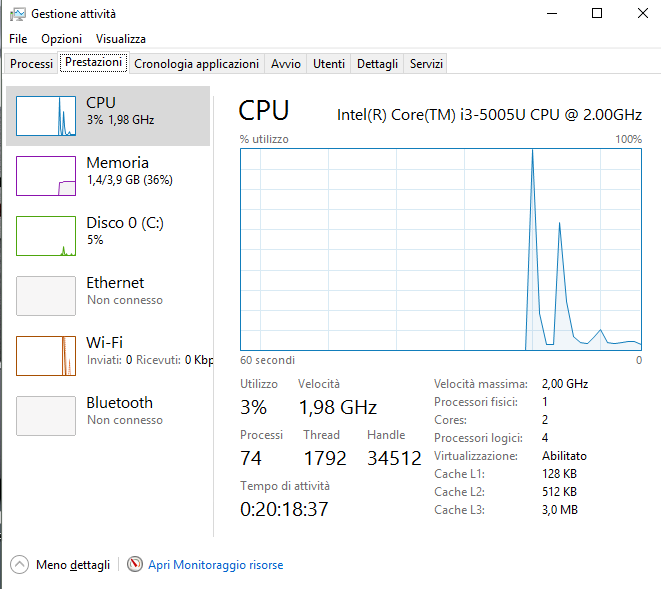 Gestione attività
File Opzioni Visualizza
Processi Prestazioni Cronologia applicazioni Avvio Utenti Dettagli Servizi
CPU
3% 1,98 GHz
Memoria
1,4/3,9 GB (36%)
Disco 0 (C:)
5%
Ethernet
Non connesso
Wi-Fi
Inviati: 0 Ricevuti: 0 Kbp
Bluetooth
Non connesso
CPU Intel(R) Core(TM) i3-5005U CPU @ 2.00GHz
% utilizzo 100%
60 secondi 0
Utilizzo Velocità
3% 1,98 GHz
Processi Thread Handle
74 1792 34512
Tempo di attività
0:20:18:37
Velocità massima: 2,00 GHz
Processori fisici: 1
Cores: 2
Processori logici: 4
Virtualizzazione: Abilitato
Cache L1: 128 KB
Cache L2: 512 KB
Cache L3: 3,0 MB
Meno dettagli Apri Monitoraggio risorse